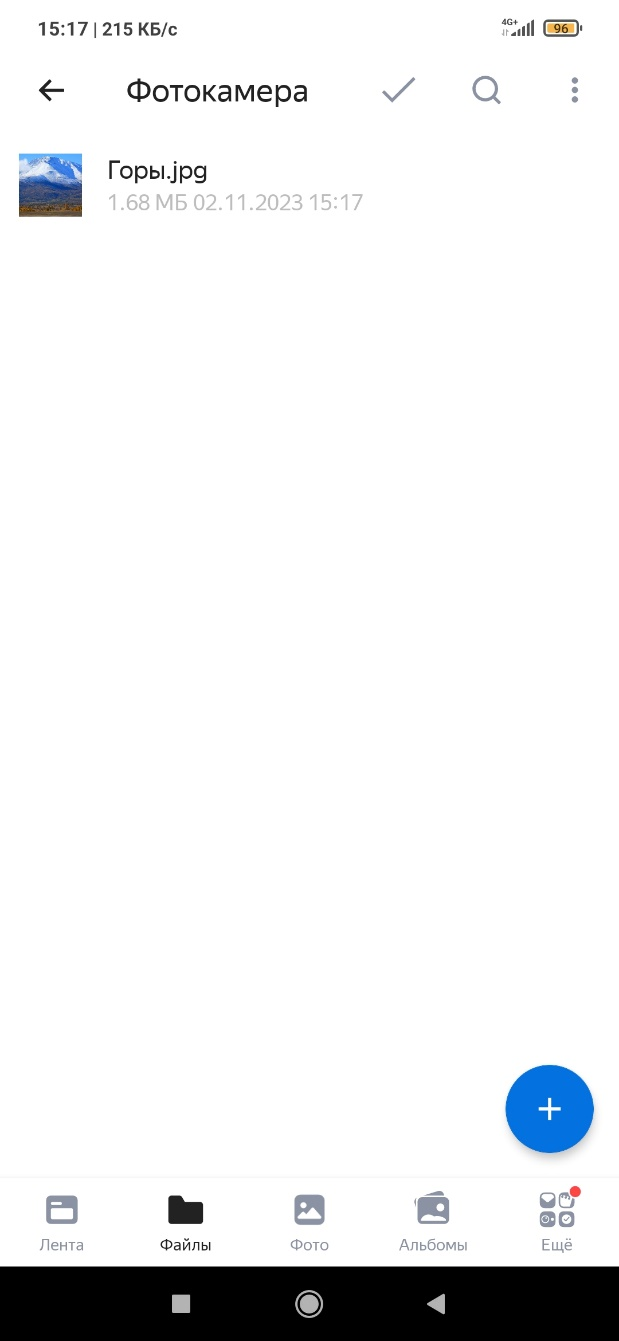 15:17 | 215 КБ/с
4G+
96
Фотокамера
Горы.jpg
1.68 МБ 02.11.2023 15:17
Лента
Файлы
Фото
Альбомы
Ещё